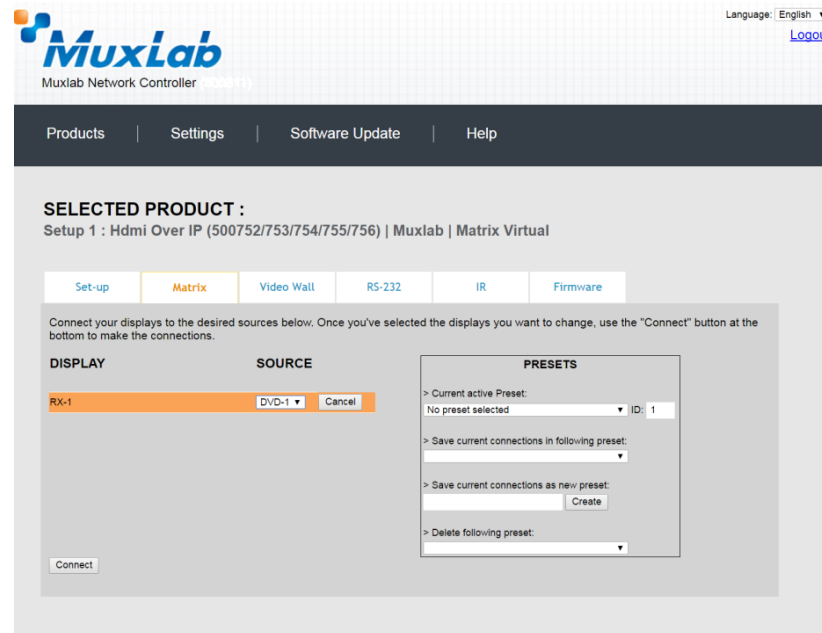 Language: English
Logou
MuxLab
Muxlab Network Controller
Products | Settings | Software Update | Help
SELECTED PRODUCT :
Setup 1 : Hdmi Over IP (500752/753/754/755/756) | Muxlab | Matrix Virtual
Set-up Matrix Video Wall RS-232 IR Firmware
Connect your displays to the desired sources below. Once you've selected the displays you want to change, use the "Connect" button at the
bottom to make the connections.
DISPLAY SOURCE PRESETS
> Current active Preset:
RX-1 DVD-1 Cancel
No preset selected ID: 1
> Save current connections in following preset:
> Save current connections as new preset:
Create
> Delete following preset:
Connect